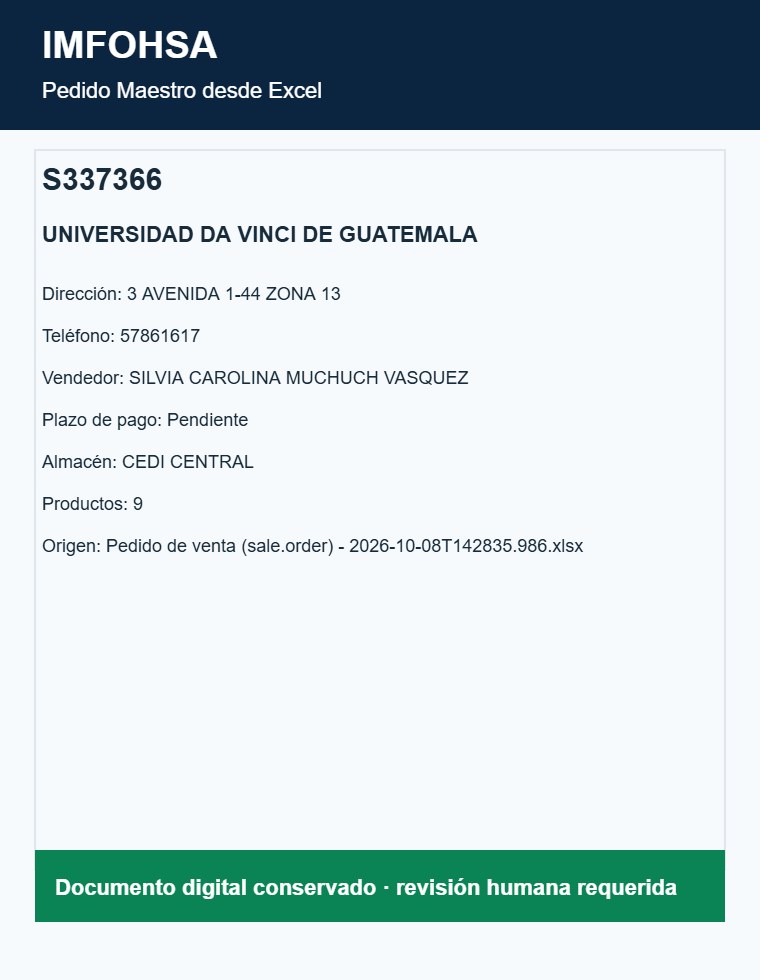 IMFOHSA
Pedido Maestro desde Excel
S337366
UNIVERSIDAD DA VINCI DE GUATEMALA
Dirección: 3 AVENIDA 1-44 ZONA 13
Teléfono: 57861617
Vendedor: SILVIA CAROLINA MUCHUCH VASQUEZ
Plazo de pago: Pendiente
Almacén: CEDI CENTRAL
Productos: 9
Origen: Pedido de venta (sale.order) - 2026-10-08T142835.986.xlsx
Documento digital conservado · revisión humana requerida